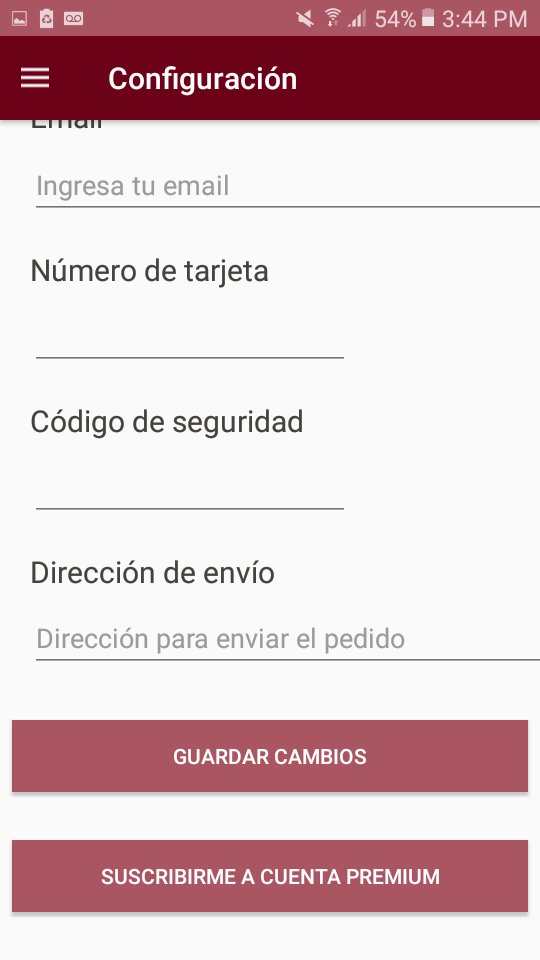 54% 3:44 PM
Configuración
Email
Ingresa tu email
Número de tarjeta
Código de seguridad
Dirección de envío
Dirección para enviar el pedido
GUARDAR CAMBIOS
SUSCRIBIRME A CUENTA PREMIUM